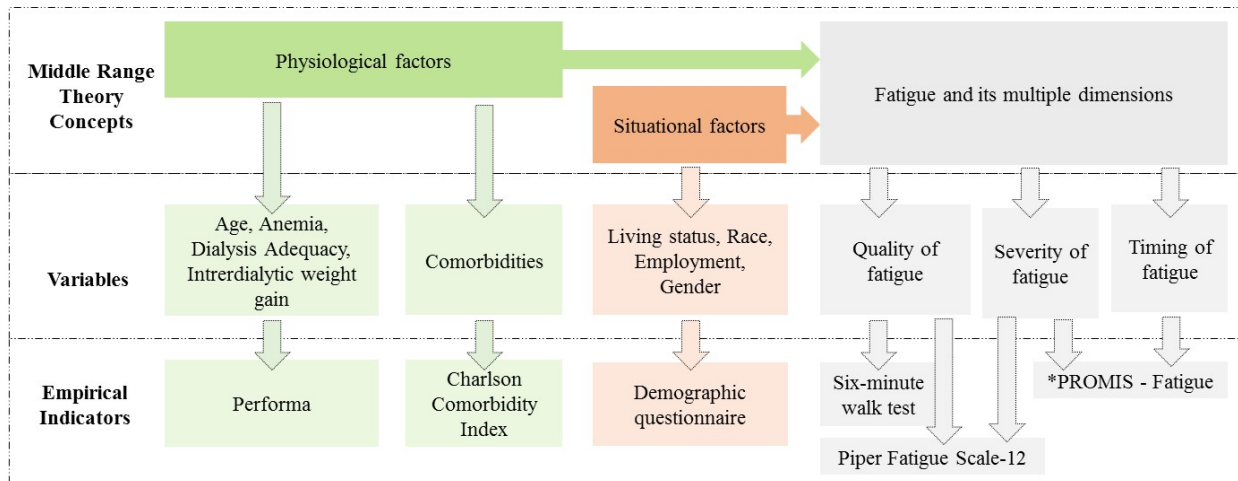 Middle Range
Theory
Concepts
Physiological factors
Situational factors
Fatigue and its multiple dimensions
Variables
Age, Anemia,
Dialysis Adequacy,
Intrerdialytic weight
gain
Comorbidities
Living status, Race,
Employment,
Gender
Quality of
fatigue
Severity of
fatigue
Timing of
fatigue
Empirical
Indicators
Performa
Charlson
Comorbidity
Index
Demographic
questionnaire
Six-minute
walk test
*PROMIS - Fatigue
Piper Fatigue Scale-12